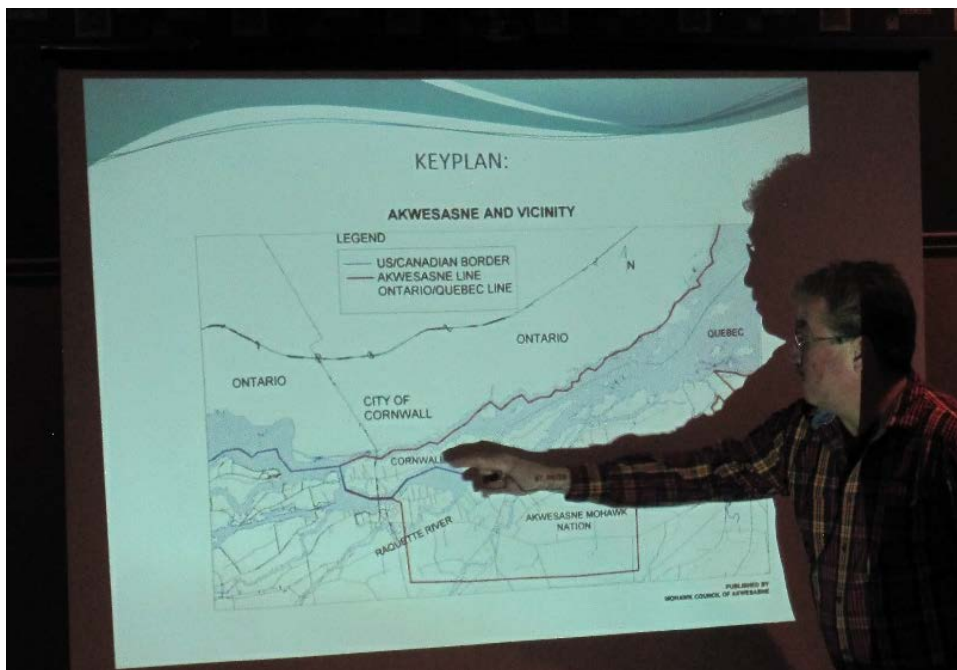 KEYPLAN:
AKWESASNE AND VICINITY
LEGEND
US/CANADIAN BORDER
AKWESASNE LINE
ONTARIO/QUEBEC LINE
N
ONTARIO
QUEBEC
ONTARIO
CITY OF
CORNWALL
CORNWALL
RAQUETTE RIVER
AKWESASNE MOHAWK
NATION
PUBLISHED BY
MOHAWK COUNCIL OF AKWESASNE